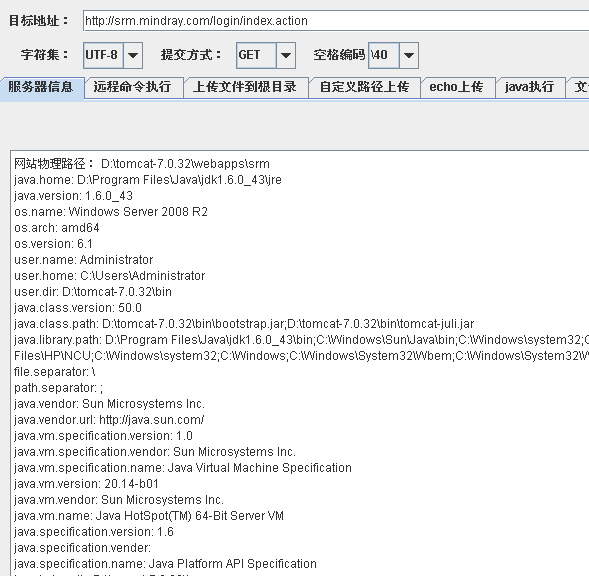 目标地址： http://srm.mindray.com/login/index.action
字符集： UTF-8 提交方式： GET 空格编码 \40
服务器信息 远程命令执行 上传文件到根目录 自定义路径上传 echo上传 java执行 文
网站物理路径： D:\tomcat-7.0.32\webapps\srm
java.home: D:\Program Files\Java\jdk1.6.0_43\jre
java.version: 1.6.0_43
os.name: Windows Server 2008 R2
os.arch: amd64
os.version: 6.1
user.name: Administrator
user.home: C:\Users\Administrator
user.dir: D:\tomcat-7.0.32\bin
java.class.version: 50.0
java.class.path: D:\tomcat-7.0.32\bin\bootstrap.jar;D:\tomcat-7.0.32\bin\tomcat-juli.jar
java.library.path: D:\Program Files\Java\jdk1.6.0_43\bin;C:\Windows\Sun\Java\bin;C:\Windows\system32;C
Files\HP\NCU;C:\Windows\system32;C:\Windows;C:\Windows\System32\Wbem;C:\Windows\System32\W
file.separator: \
path.separator: ;
java.vendor: Sun Microsystems Inc.
java.vendor.url: http://java.sun.com/
java.vm.specification.version: 1.0
java.vm.specification.vendor: Sun Microsystems Inc.
java.vm.specification.name: Java Virtual Machine Specification
java.vm.version: 20.14-b01
java.vm.vendor: Sun Microsystems Inc.
java.vm.name: Java HotSpot(TM) 64-Bit Server VM
java.specification.version: 1.6
java.specification.vender:
java.specification.name: Java Platform API Specification